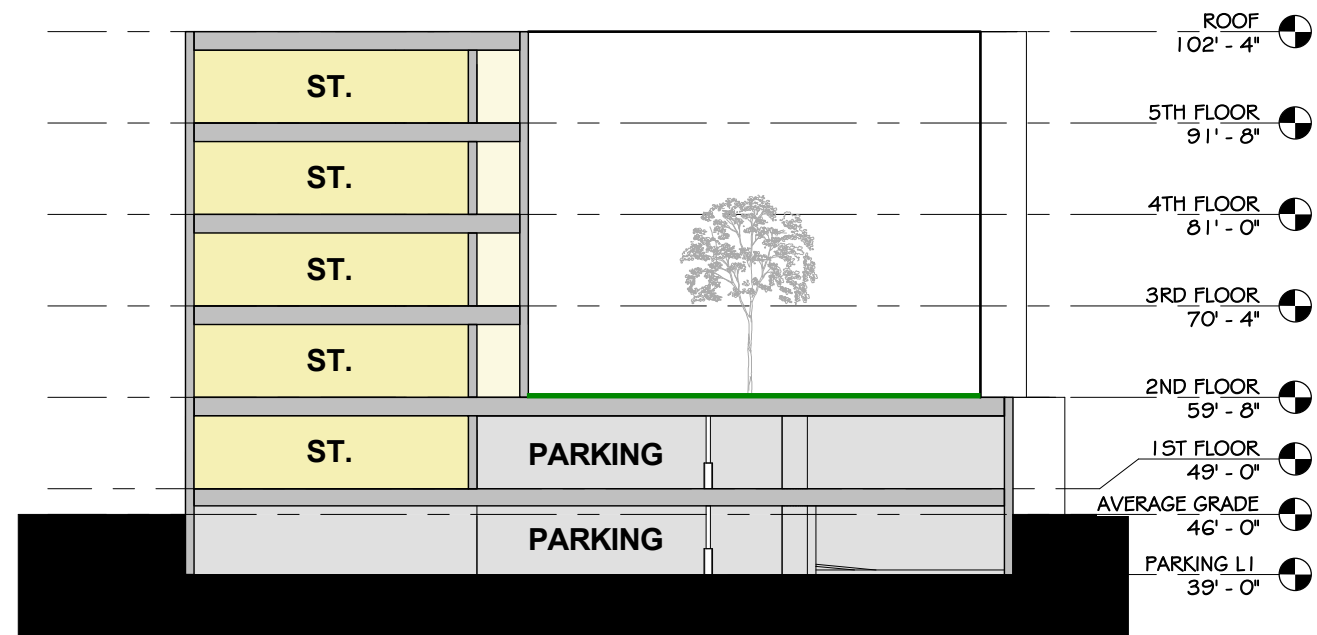 ROOF
102' - 4"
ST.
5TH FLOOR
91' - 8"
ST.
4TH FLOOR
81' - 0"
ST.
3RD FLOOR
70' - 4"
ST.
2ND FLOOR
59' - 8"
ST.
PARKING
1ST FLOOR
49' - 0"
AVERAGE GRADE
46' - 0"
PARKING
PARKING L1
39' - 0"